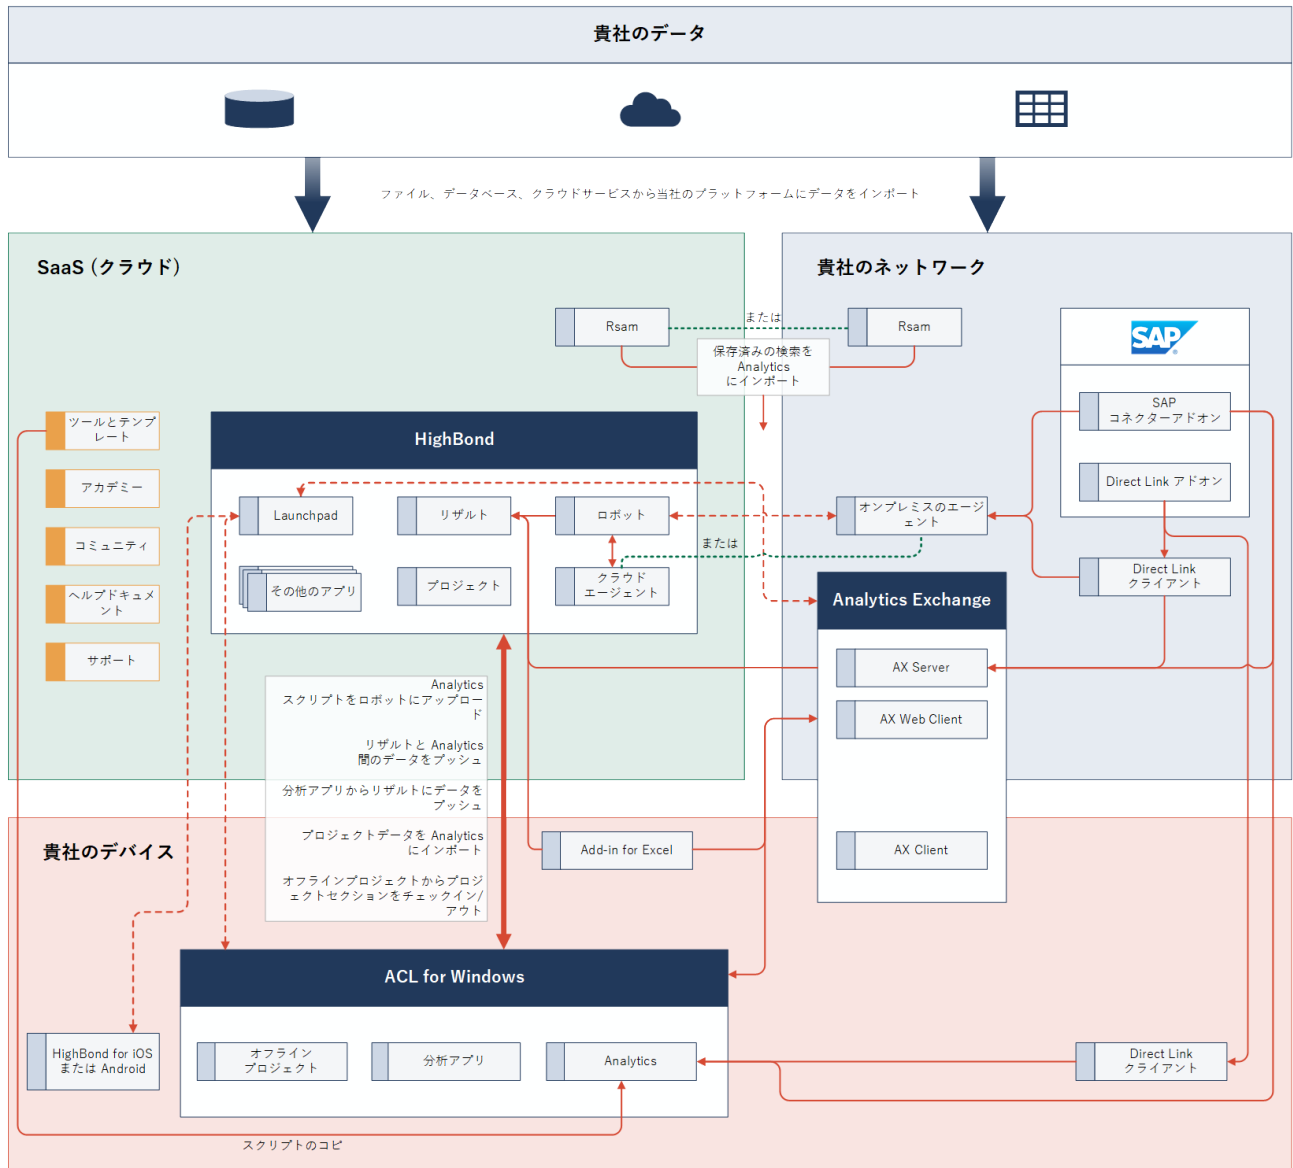 貴社のデータ
ファイル、データベース、クラウドサービスから当社のプラットフォームにデータをインポート
SaaS (クラウド)
貴社のネットワーク
Rsam
または
Rsam
保存済みの検索を
Analytics
にインポート
SAP
SAP
コネクターアドオン
Direct Link アドオン
Direct Link
クライアント
ツールとテンプ
レート
アカデミー
コミュニティ
ヘルプドキュメ
ント
サポート
HighBond
Launchpad
リザルト
ロボット
その他のアプリ
プロジェクト
クラウド
エージェント
または
オンプレミスのエージ
ェント
Analytics Exchange
AX Server
AX Web Client
AX Client
Analytics
スクリプトをロボットにアップロー
ド
リザルトと Analytics
間のデータをプッシュ
分析アプリからリザルトにデータを
プッシュ
プロジェクトデータを Analytics
にインポート
オフラインプロジェクトからプロジ
ェクトセクションをチェックイン/
アウト
貴社のデバイス
Add-in for Excel
ACL for Windows
オフライン
プロジェクト
分析アプリ
Analytics
HighBond for iOS
または Android
Direct Link
クライアント
スクリプトのコピ